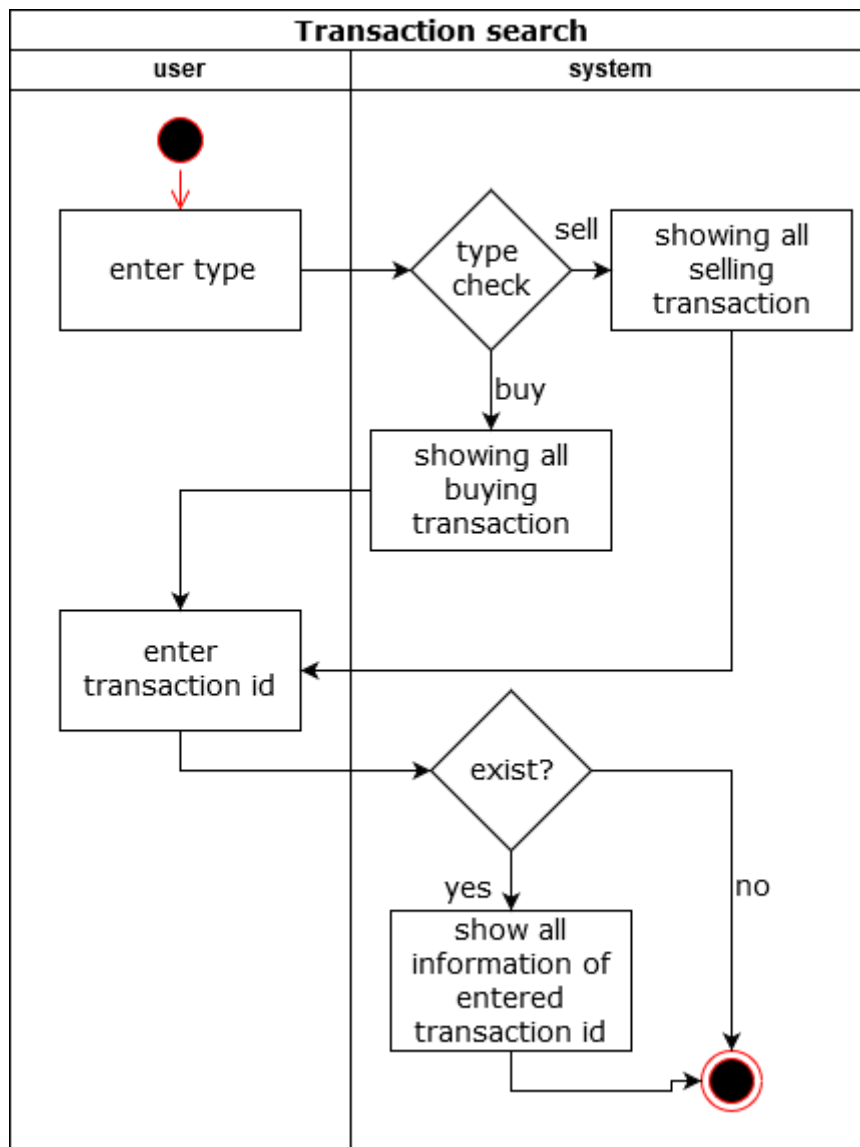 Transaction search
user
system
enter type
type
check
sell
showing all
selling
transaction
buy
showing all
buying
transaction
enter
transaction id
exist?
yes
no
show all
information of
entered
transaction id